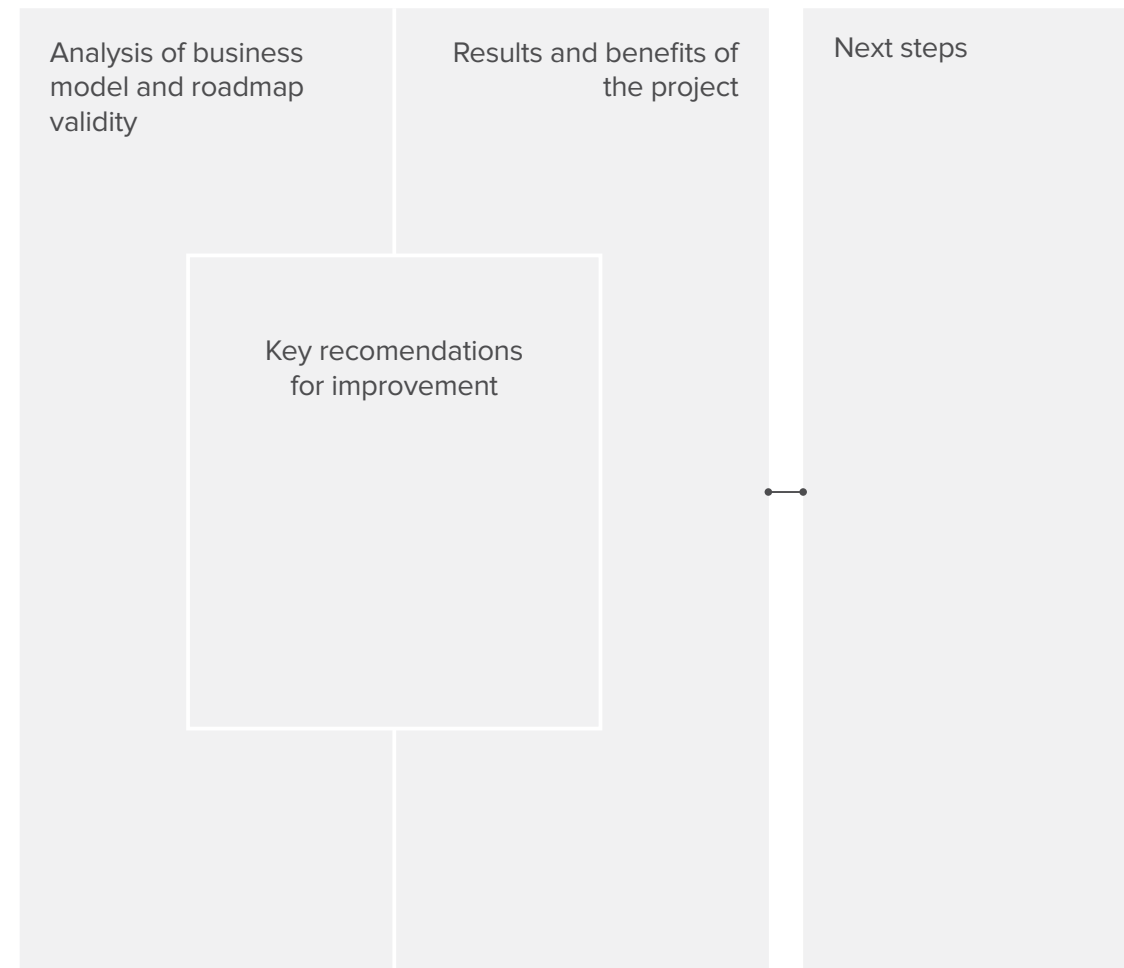 Analysis of business
model and roadmap
validity
Results and benefits of
the project
Next steps
Key recomendations
for improvement